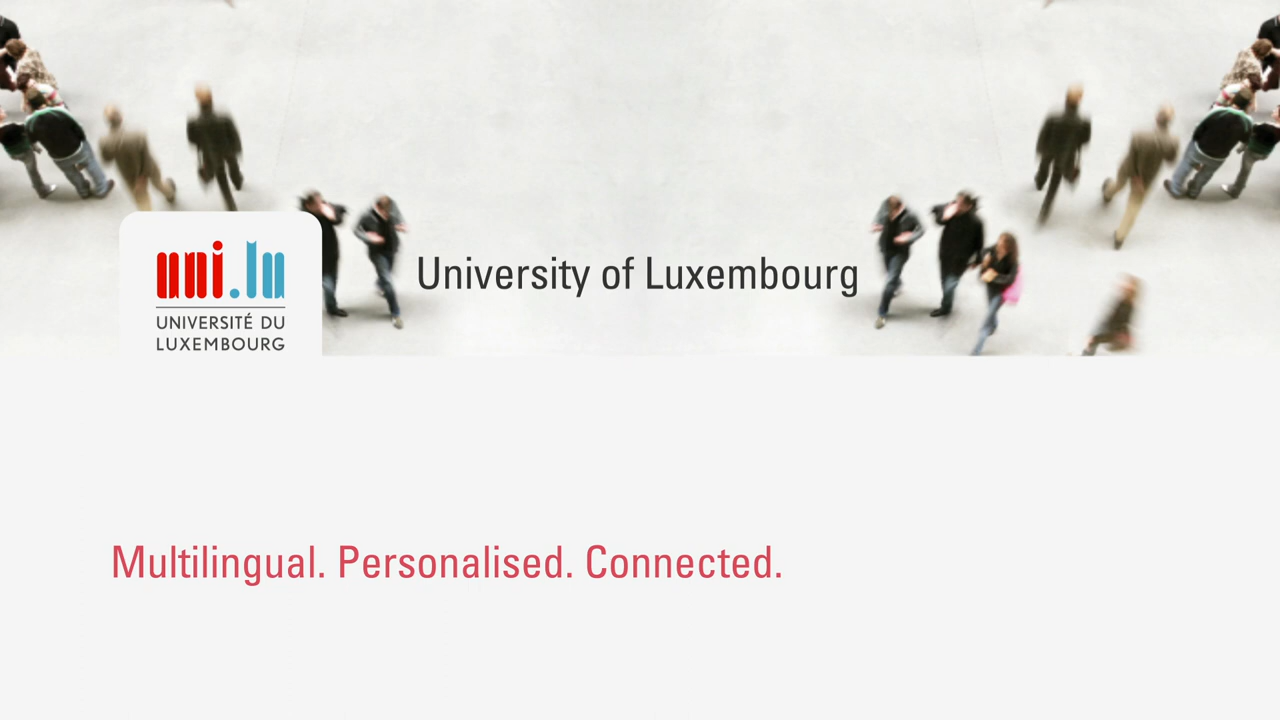 uni.lu
UNIVERSITÉ DU
LUXEMBOURG
University of Luxembourg
Multilingual. Personalised. Connected.